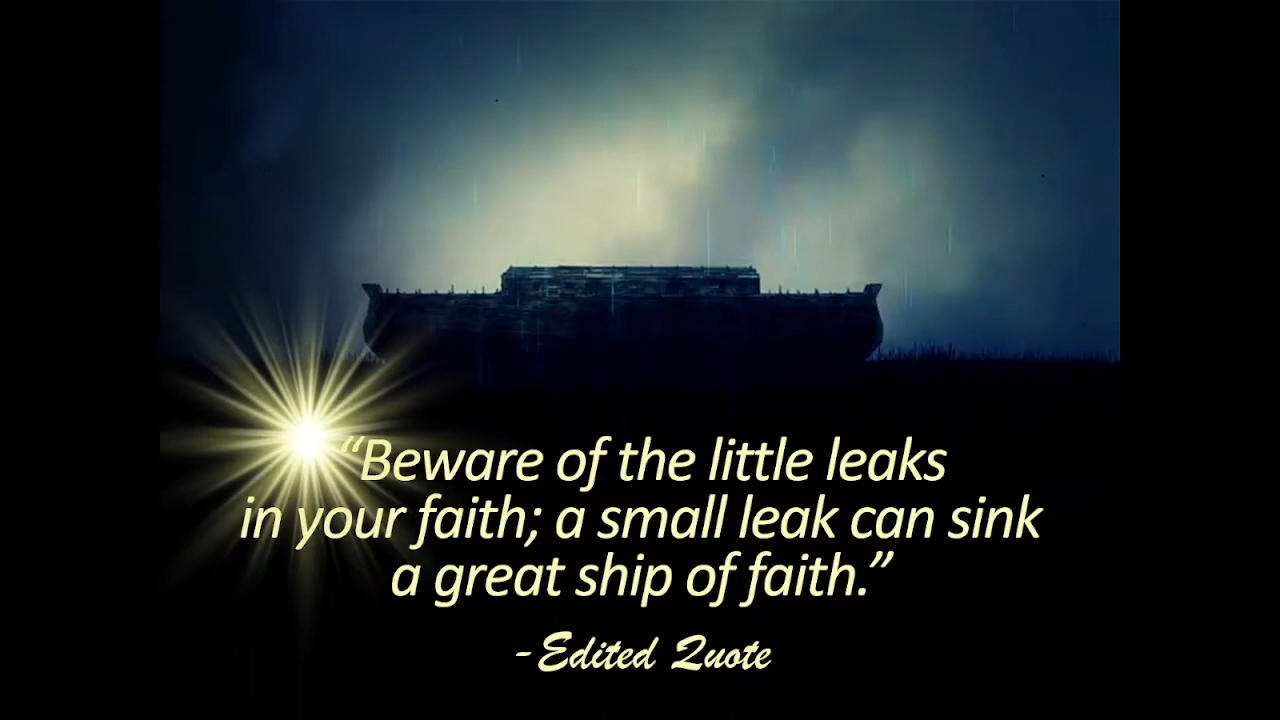 “Beware of the little leaks
in your faith; a small leak can sink
a great ship of faith.”
-Edited Quote